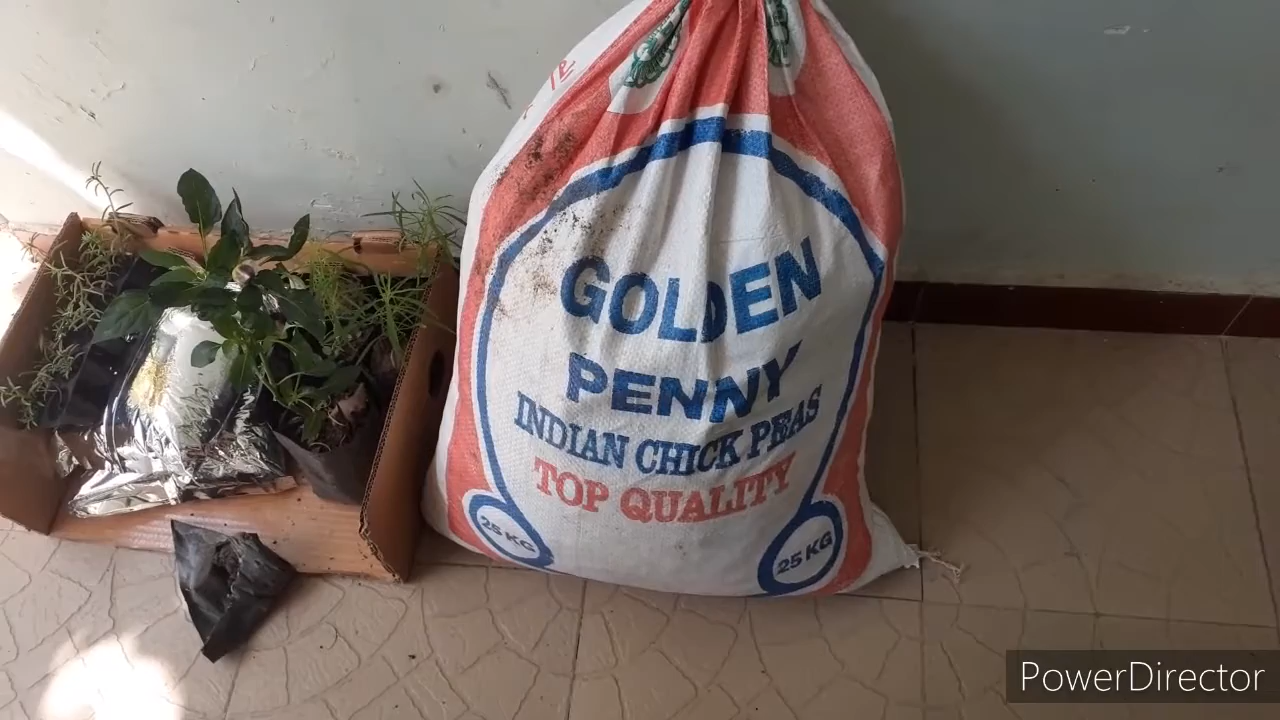 GOLDEN
PENNY
INDIAN CHICK PEAS
TOP QUALITY
25 KG
25 KG
PowerDirector